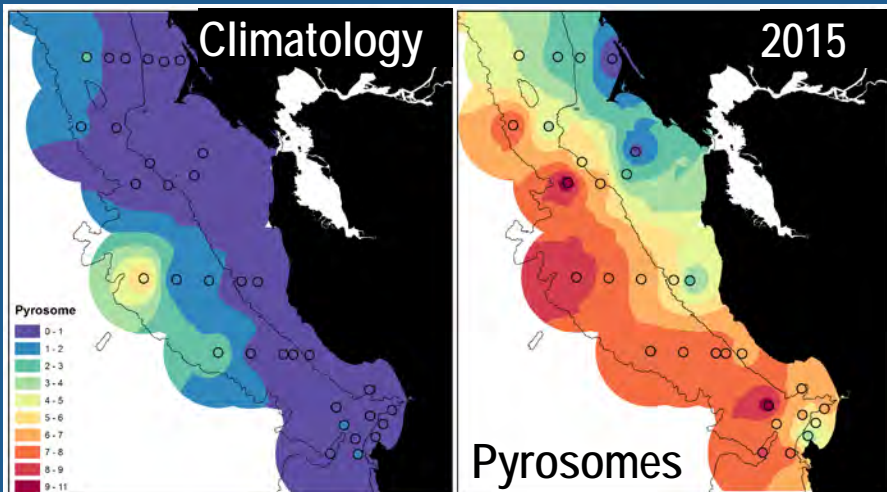 Climatology
2015
Pyrosome
0 - 1
1 - 2
2 - 3
3 - 4
4 - 5
5 - 6
6 - 7
7 - 8
8 - 9
9 - 11
Pyrosomes